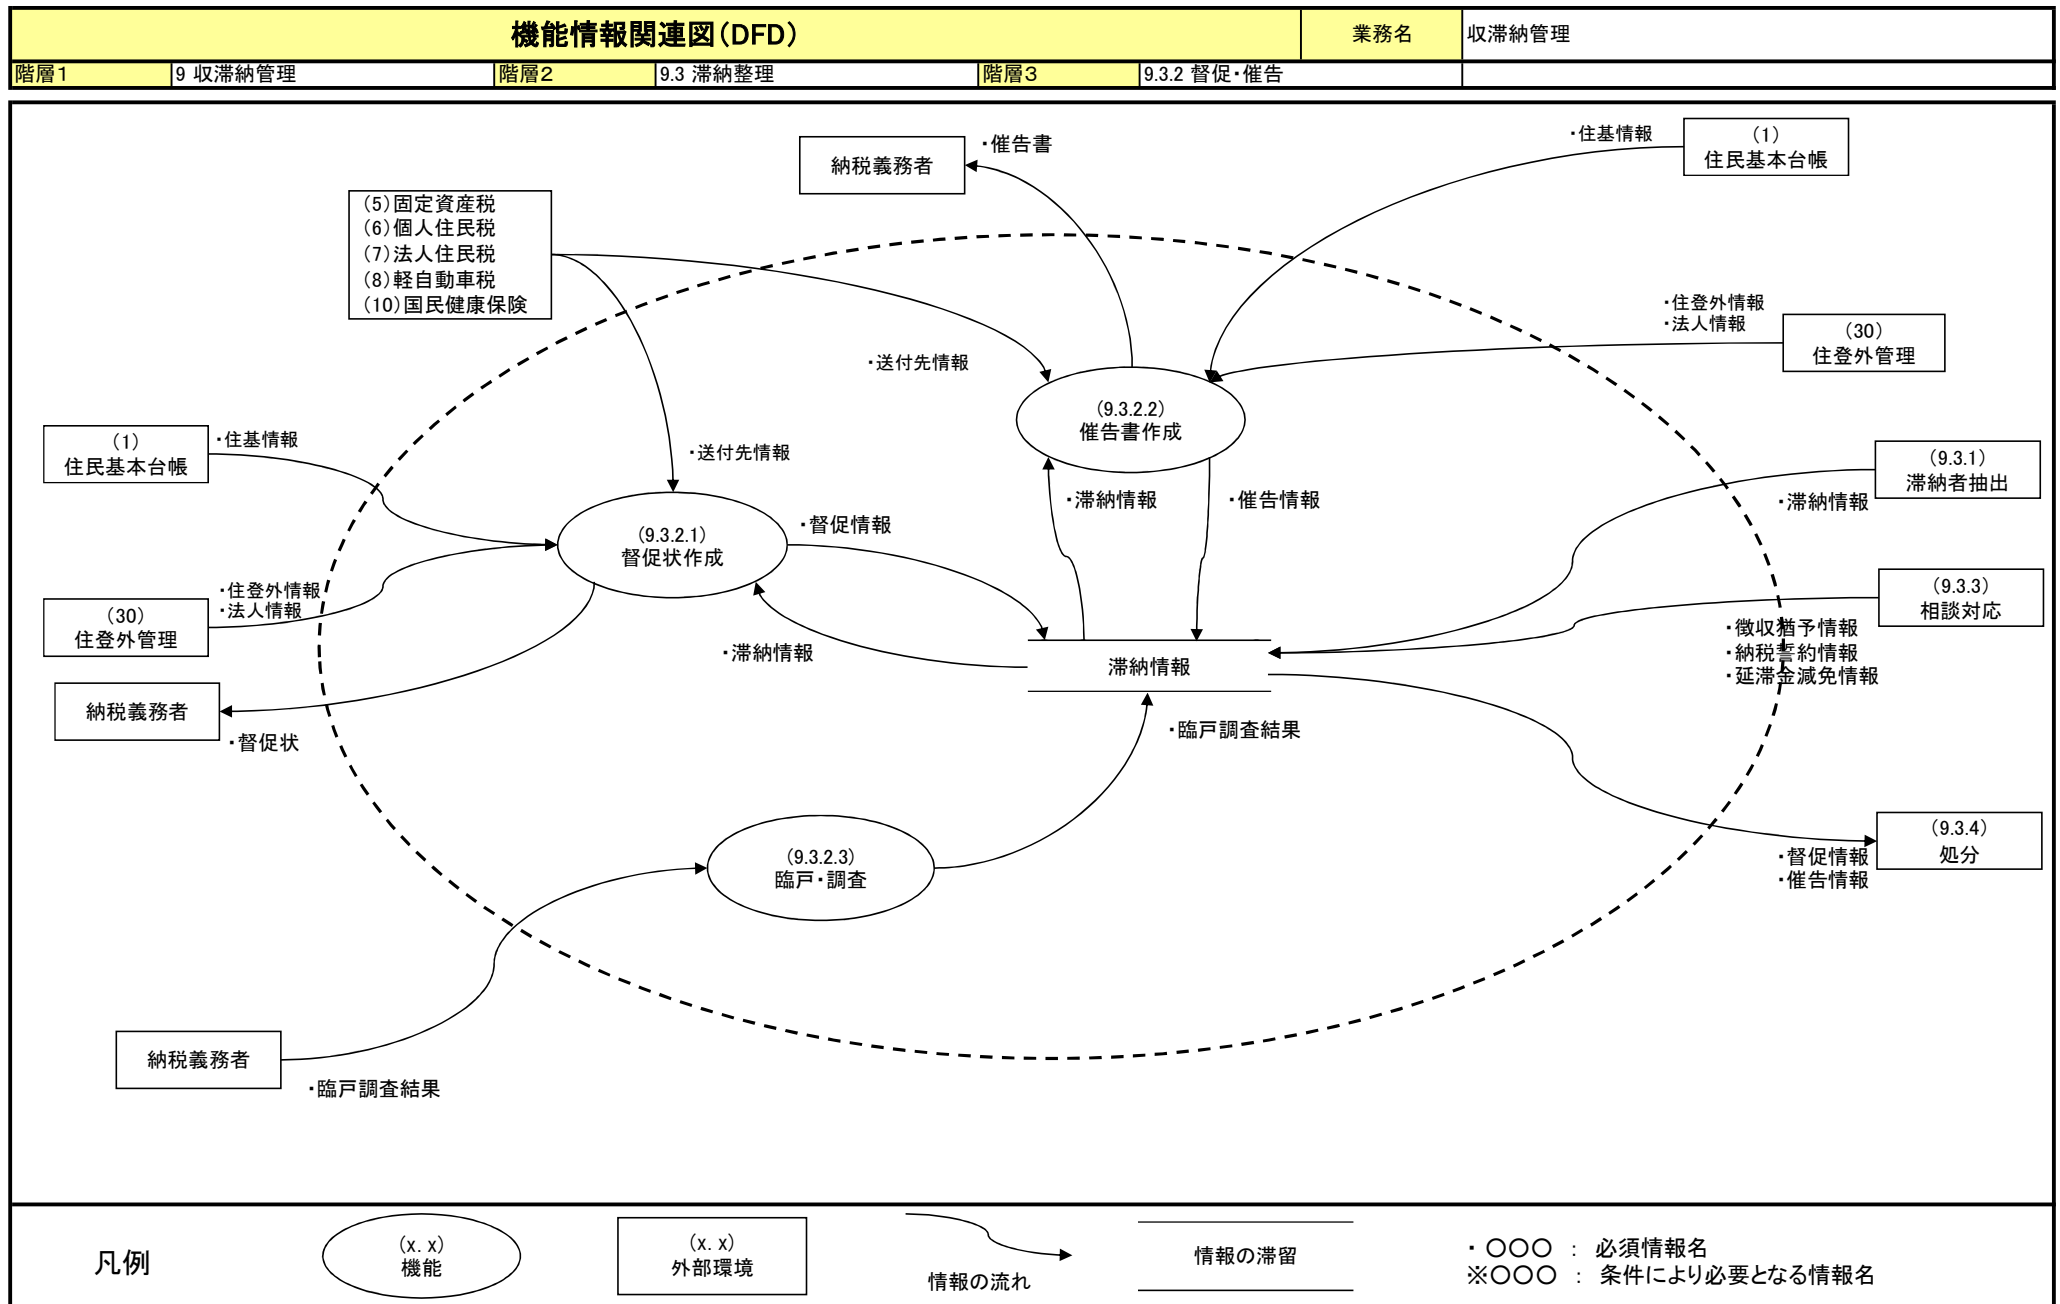 機能情報関連図(DFD)
業務名
収滞納管理
階層1
9 収滞納管理
階層2
9.3 滞納整理
階層3
9.3.2 督促・催告
納税義務者
・催告書
・住基情報
(1)
住民基本台帳
(5)固定資産税
(6)個人住民税
(7)法人住民税
(8)軽自動車税
(10)国民健康保険
・住登外情報
・法人情報
(30)
住登外管理
・送付先情報
(9.3.2.2)
催告書作成
(1)
住民基本台帳
・住基情報
・送付先情報
(9.3.1)
滞納者抽出
・滞納情報
・滞納情報
・催告情報
(9.3.2.1)
督促状作成
・督促情報
(9.3.3)
相談対応
・徴収猶予情報
・納税誓約情報
・延滞金減免情報
・住登外情報
・法人情報
(30)
住登外管理
・滞納情報
滞納情報
納税義務者
・督促状
・臨戸調査結果
(9.3.2.3)
臨戸・調査
(9.3.4)
処分
・督促情報
・催告情報
納税義務者
・臨戸調査結果
凡例
(x. x)
機能
(x. x)
外部環境
情報の流れ
情報の滞留
・ ○○○ : 必須情報名
※○○○ : 条件により必要となる情報名